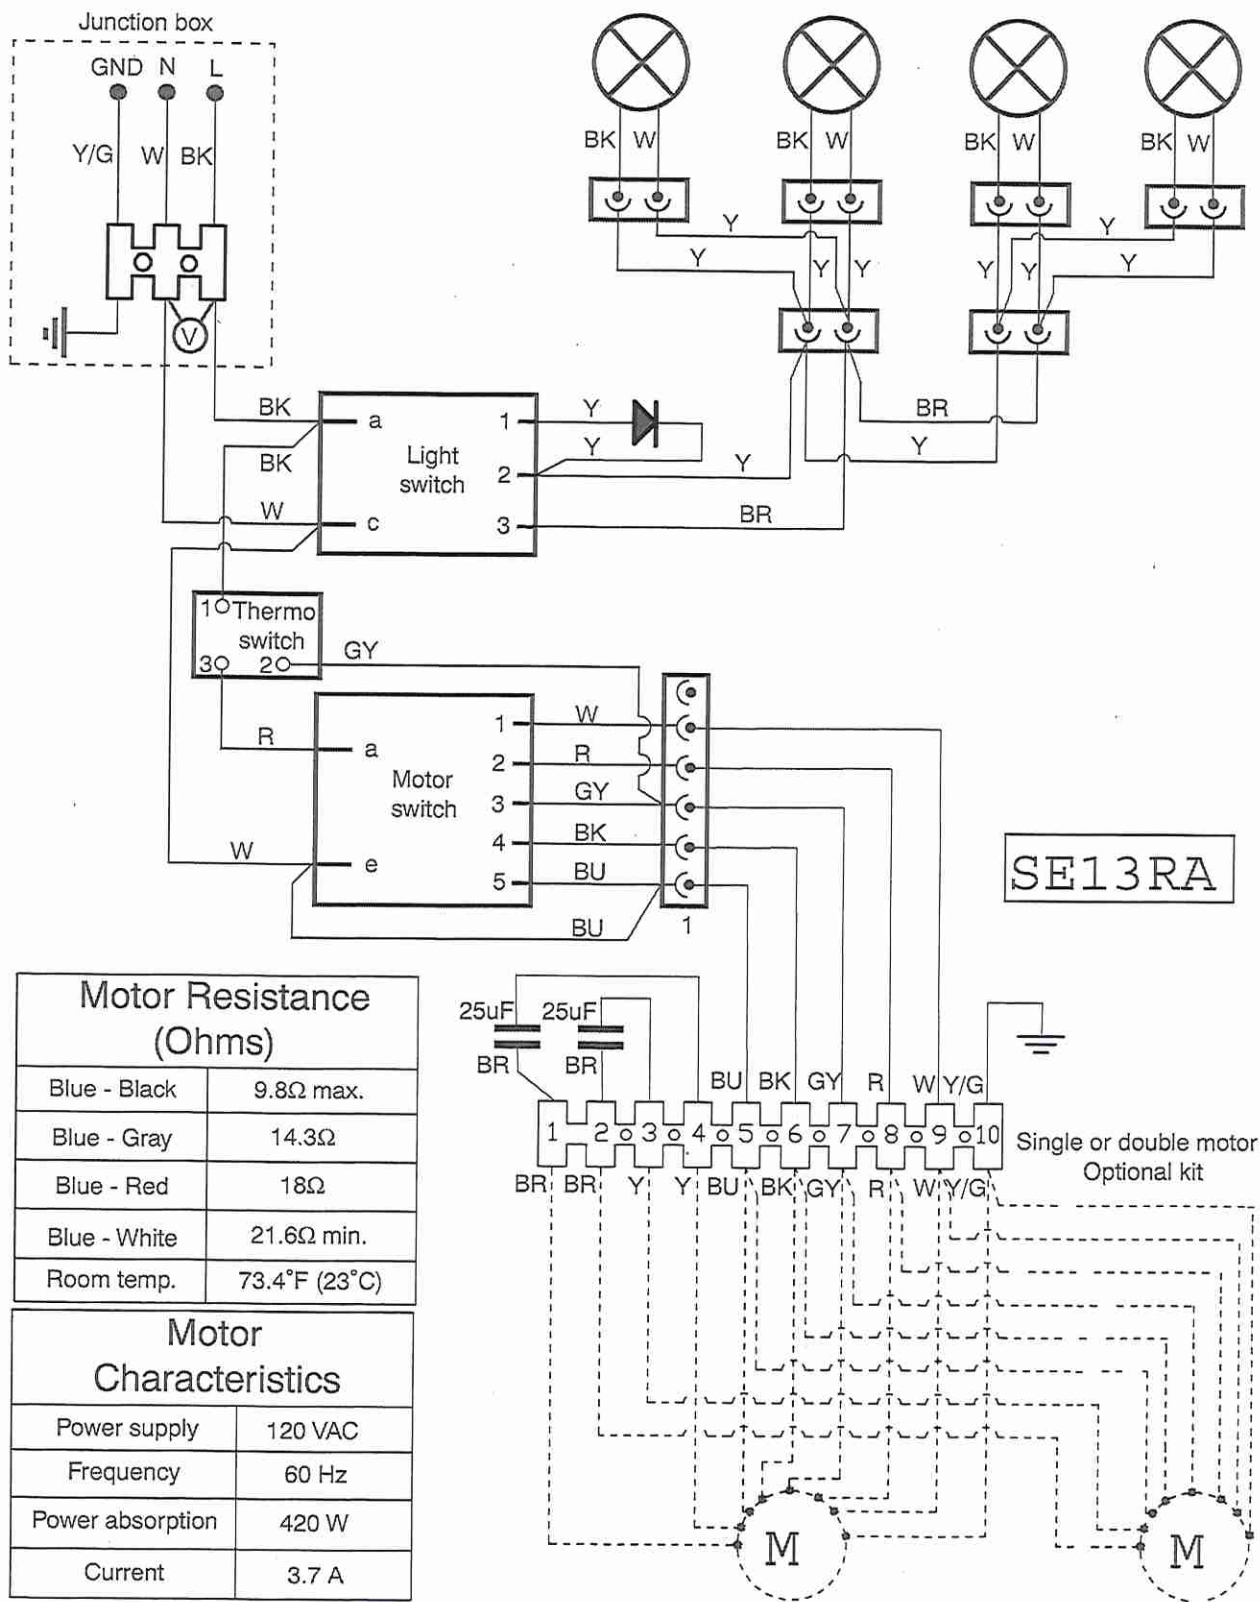 Junction box
GND N L
Y/G W BK
V
BK W BK W BK W BK W
Y Y Y Y
Y Y Y Y
BK
BK
W
a
c
Light
switch
1
2
3
Y
Y
Y
BR
BR
Y
1 Thermo
switch
3 2
GY
R
W
a
e
Motor
switch
1 W
2 R
3 GY
4 BK
5 BU
BU
1
SE13RA
Motor Resistance
(Ohms)
Blue - Black 9.8Ω max.
Blue - Gray 14.3Ω
Blue - Red 18Ω
Blue - White 21.6Ω min.
Room temp. 73.4°F (23°C)
Motor
Characteristics
Power supply 120 VAC
Frequency 60 Hz
Power absorption 420 W
Current 3.7 A
25uF 25uF
BR BR BU BK GY R W Y/G
1 2 3 4 5 6 7 8 9 10
BR BR Y Y BU BK GY R W Y/G
Single or double motor
Optional kit
M M